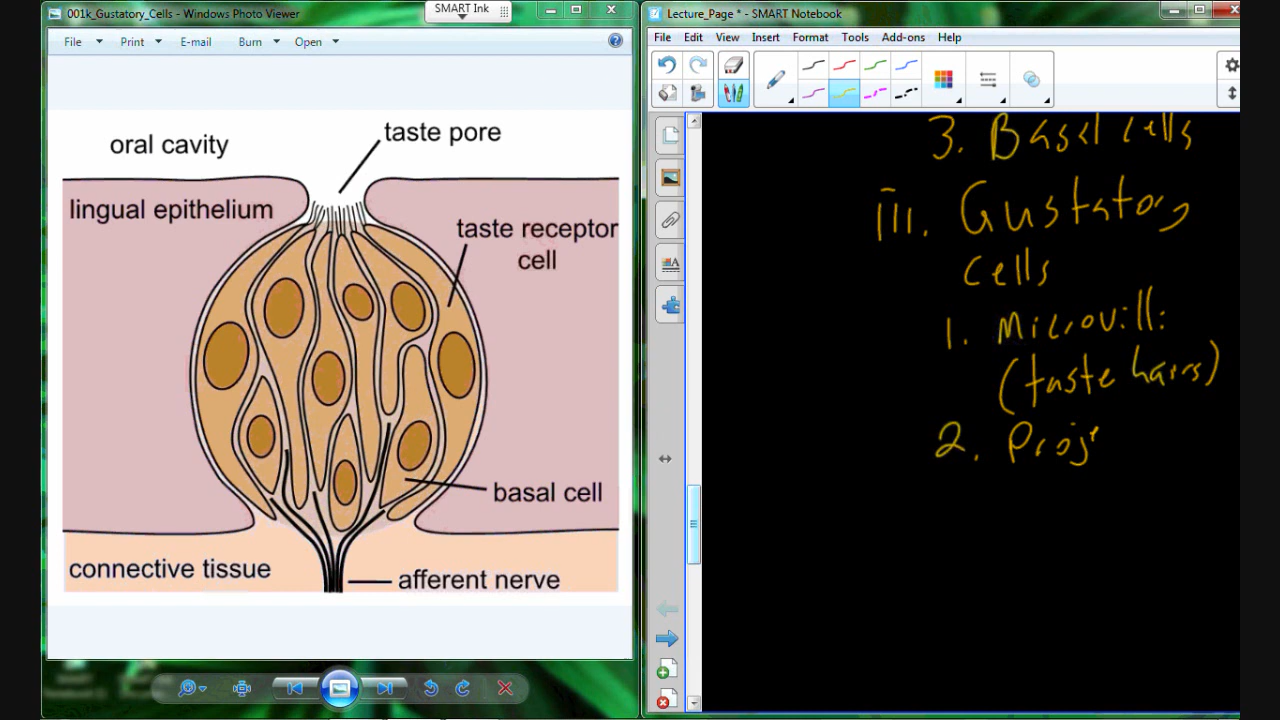 001k_Gustatory_Cells - Windows Photo Viewer
SMART Ink
File Print E-mail Burn Open
oral cavity
taste pore
lingual epithelium
taste receptor
cell
basal cell
connective tissue
afferent nerve
Lecture_Page * - SMART Notebook
File Edit View Insert Format Tools Add-ons Help
3. Basal cells
iii. Gustatory
cells
1. Microvilli
(taste hairs)
2. Proj